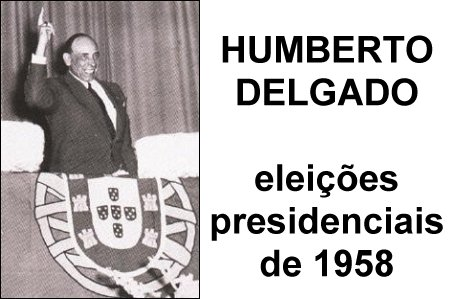 HUMBERTO
DELGADO
eleições
presidenciais
de 1958